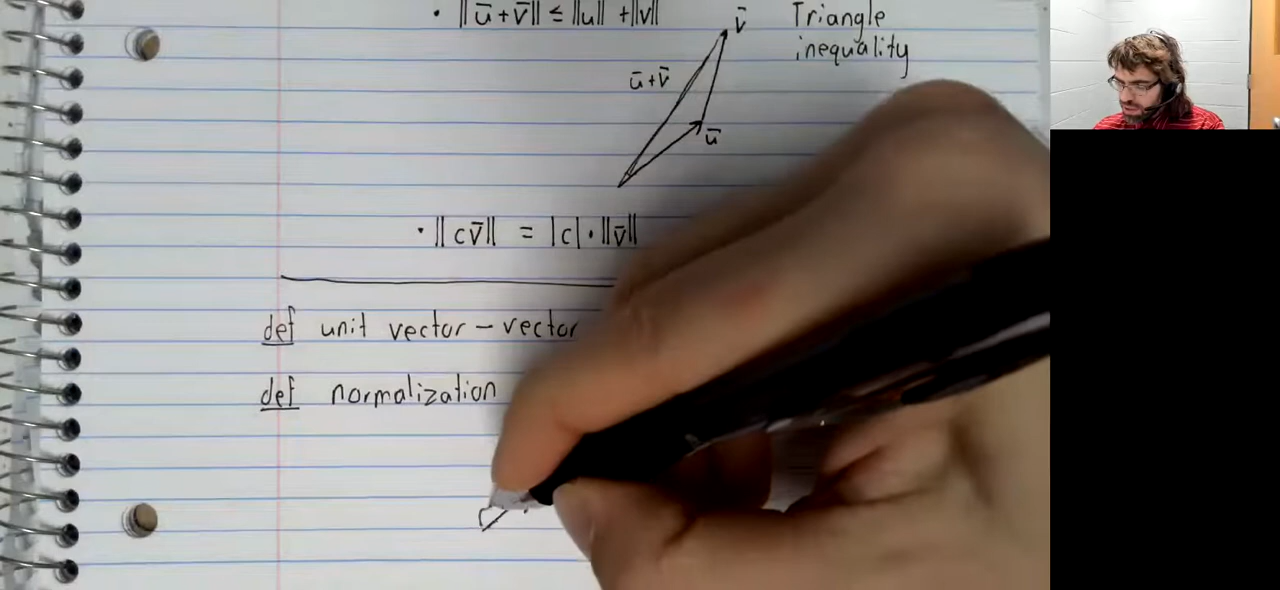 · ‖ū+v̄‖ ≤ ‖u‖ +‖v‖
Triangle
inequality
v̄
ū+v̄
ū
· ‖cv̄‖ = |c|·‖v̄‖
def unit vector – vector
def normalization